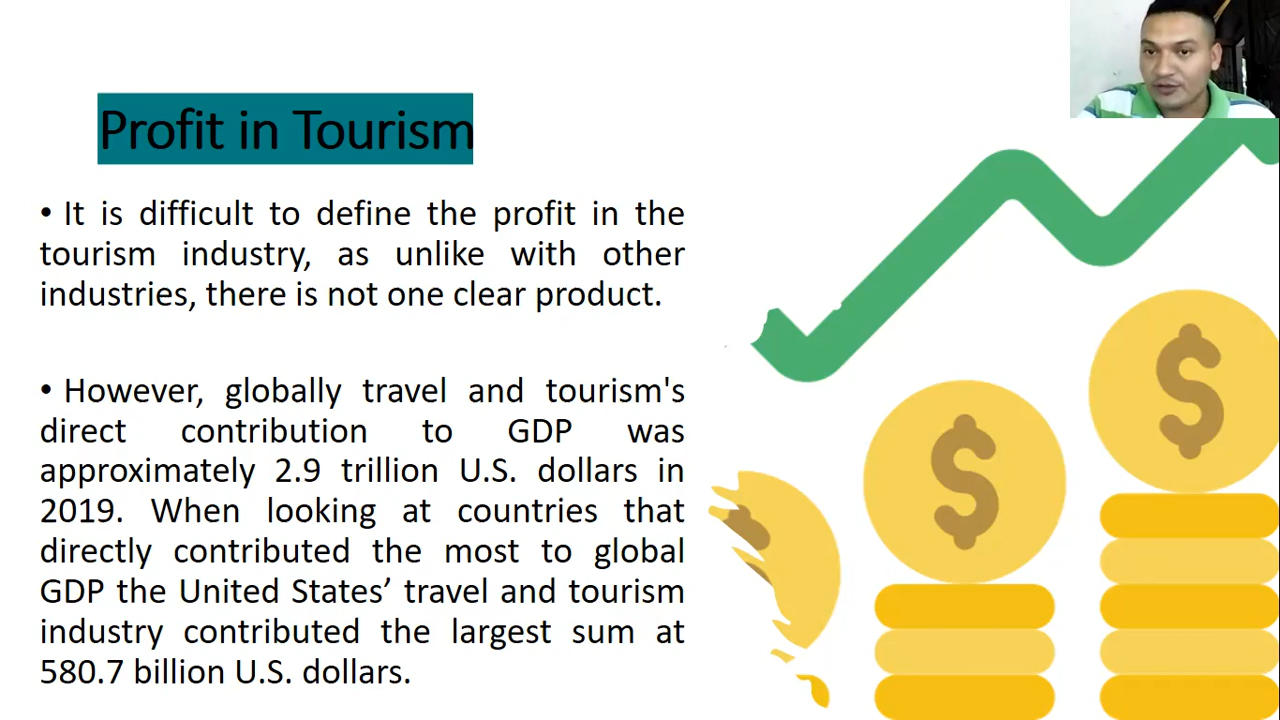 Profit in Tourism
• It is difficult to define the profit in the
tourism industry, as unlike with other
industries, there is not one clear product.
• However, globally travel and tourism's
direct contribution to GDP was
approximately 2.9 trillion U.S. dollars in
2019. When looking at countries that
directly contributed the most to global
GDP the United States’ travel and tourism
industry contributed the largest sum at
580.7 billion U.S. dollars.
$
$